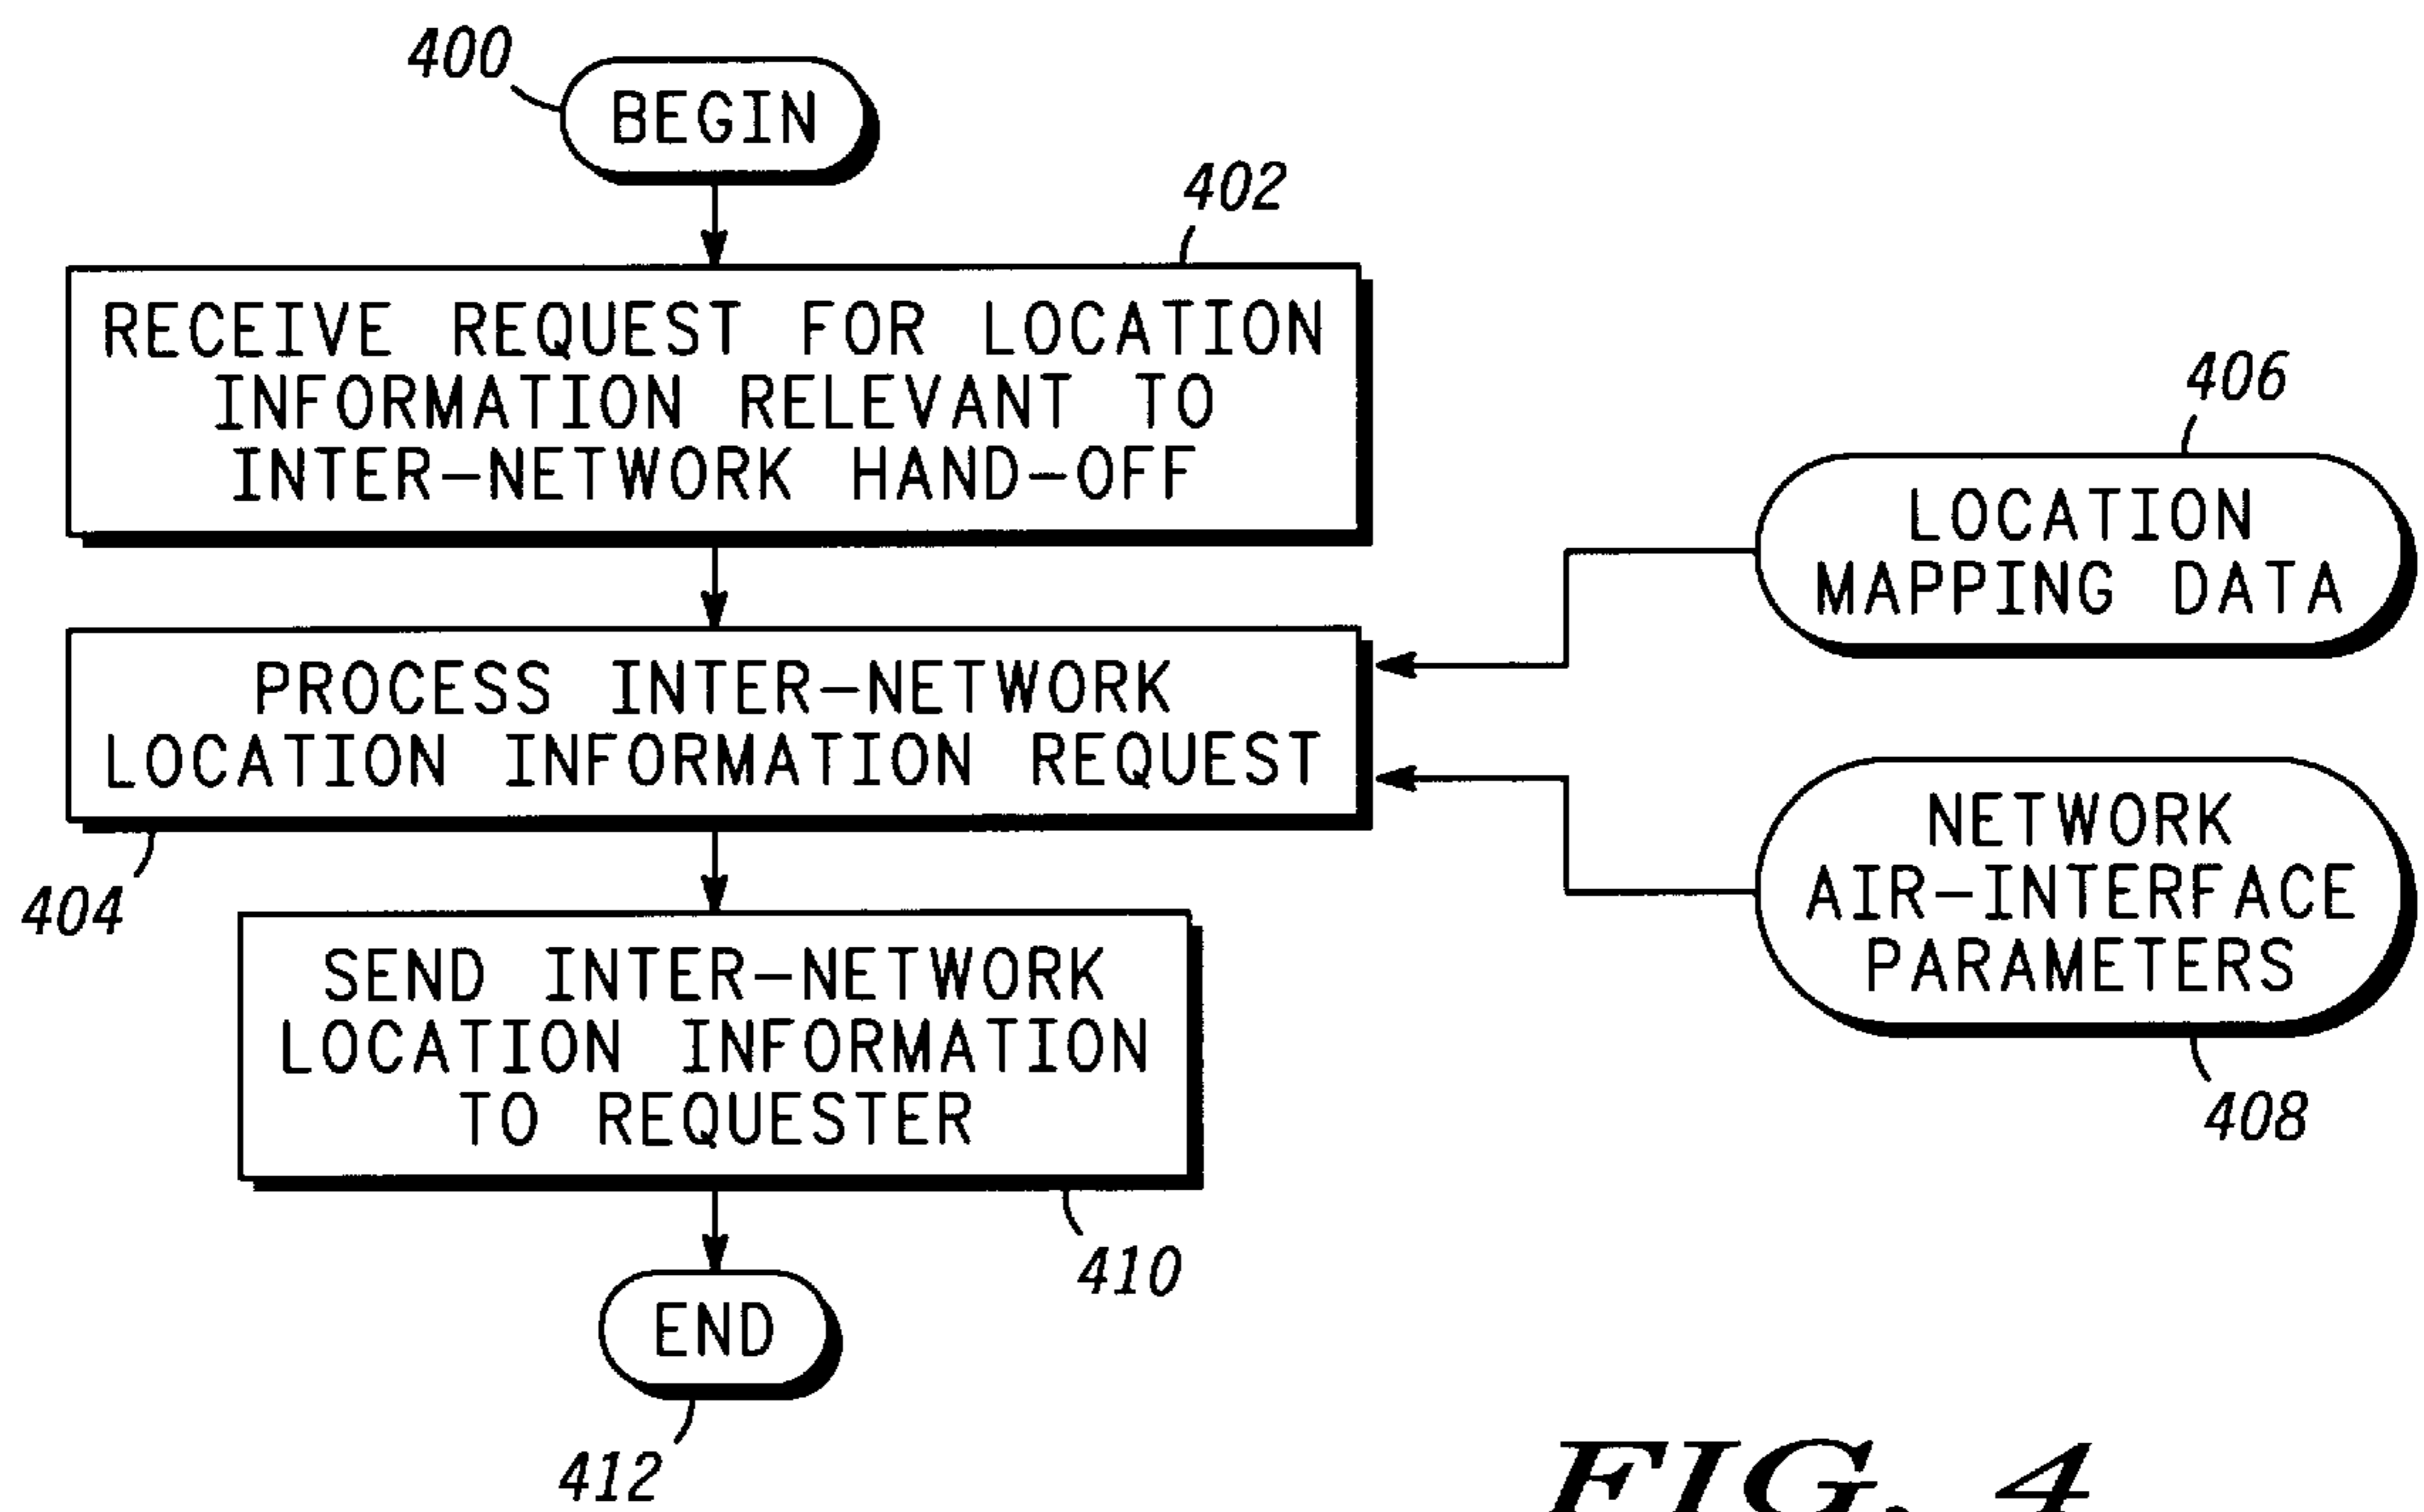 400
BEGIN
402
RECEIVE REQUEST FOR LOCATION
INFORMATION RELEVANT TO
INTER-NETWORK HAND-OFF
406
LOCATION
MAPPING DATA
PROCESS INTER-NETWORK
LOCATION INFORMATION REQUEST
404
NETWORK
AIR-INTERFACE
PARAMETERS
408
SEND INTER-NETWORK
LOCATION INFORMATION
TO REQUESTER
410
END
412
FIG. 4